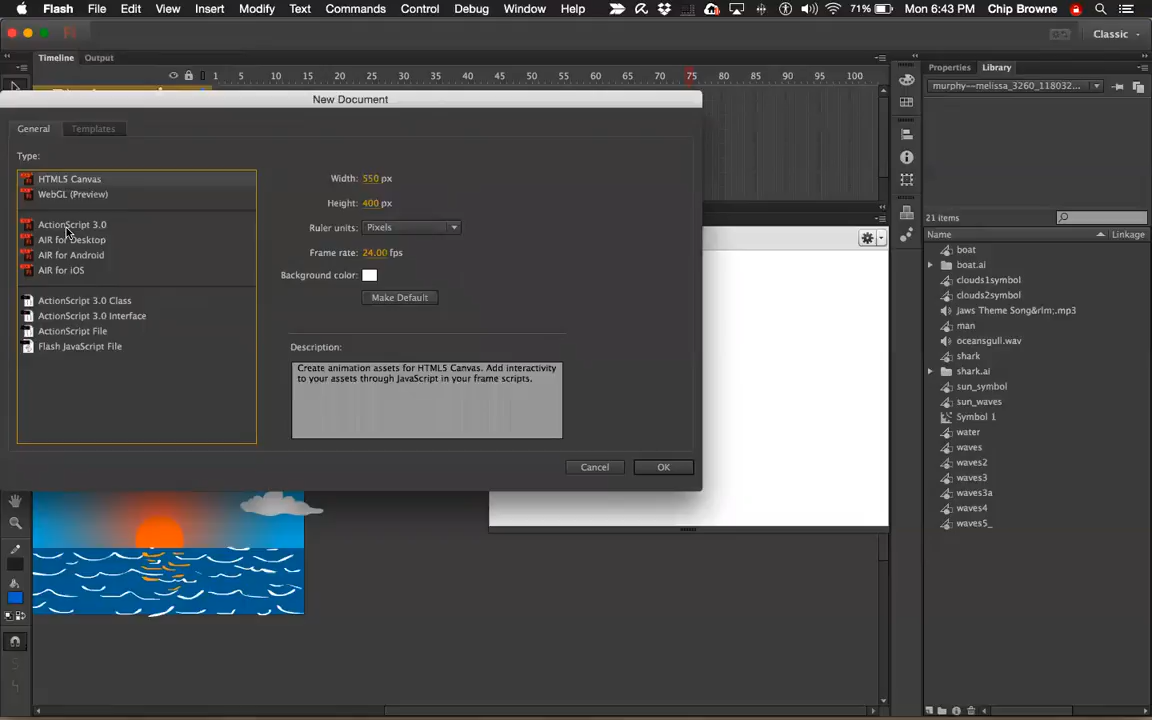 Flash File Edit View Insert Modify Text Commands Control Debug Window Help 71% Mon 6:43 PM Chip Browne
Classic
Timeline Output
1 5 10 15 20 25 30 35 40 45 50 55 60 65 70 75 80 85 90 95 100
Properties Library
murphy--melissa_3260_118032...
New Document
General Templates
Type:
HTML5 Canvas
WebGL (Preview)
ActionScript 3.0
AIR for Desktop
AIR for Android
AIR for iOS
ActionScript 3.0 Class
ActionScript 3.0 Interface
ActionScript File
Flash JavaScript File
Width: 550 px
Height: 400 px
Ruler units: Pixels
Frame rate: 24.00 fps
Background color:
Make Default
Description:
Create animation assets for HTML5 Canvas. Add interactivity
to your assets through JavaScript in your frame scripts.
Cancel OK
21 items
Name Linkage
boat
boat.ai
clouds1symbol
clouds2symbol
Jaws Theme Song&rlm;.mp3
man
oceansgull.wav
shark
shark.ai
sun_symbol
sun_waves
Symbol 1
water
waves
waves2
waves3
waves3a
waves4
waves5_